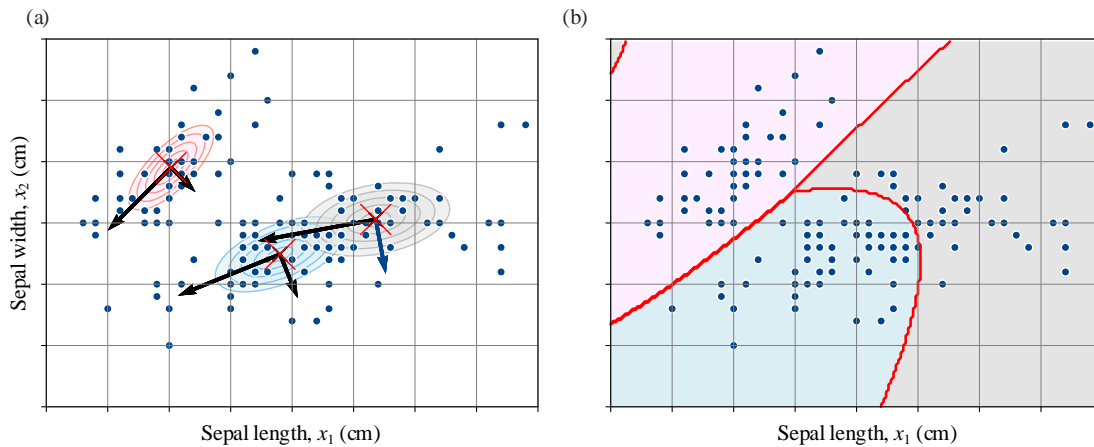 (a)
(b)
Sepal width, x₂ (cm)
Sepal length, x₁ (cm)
Sepal length, x₁ (cm)